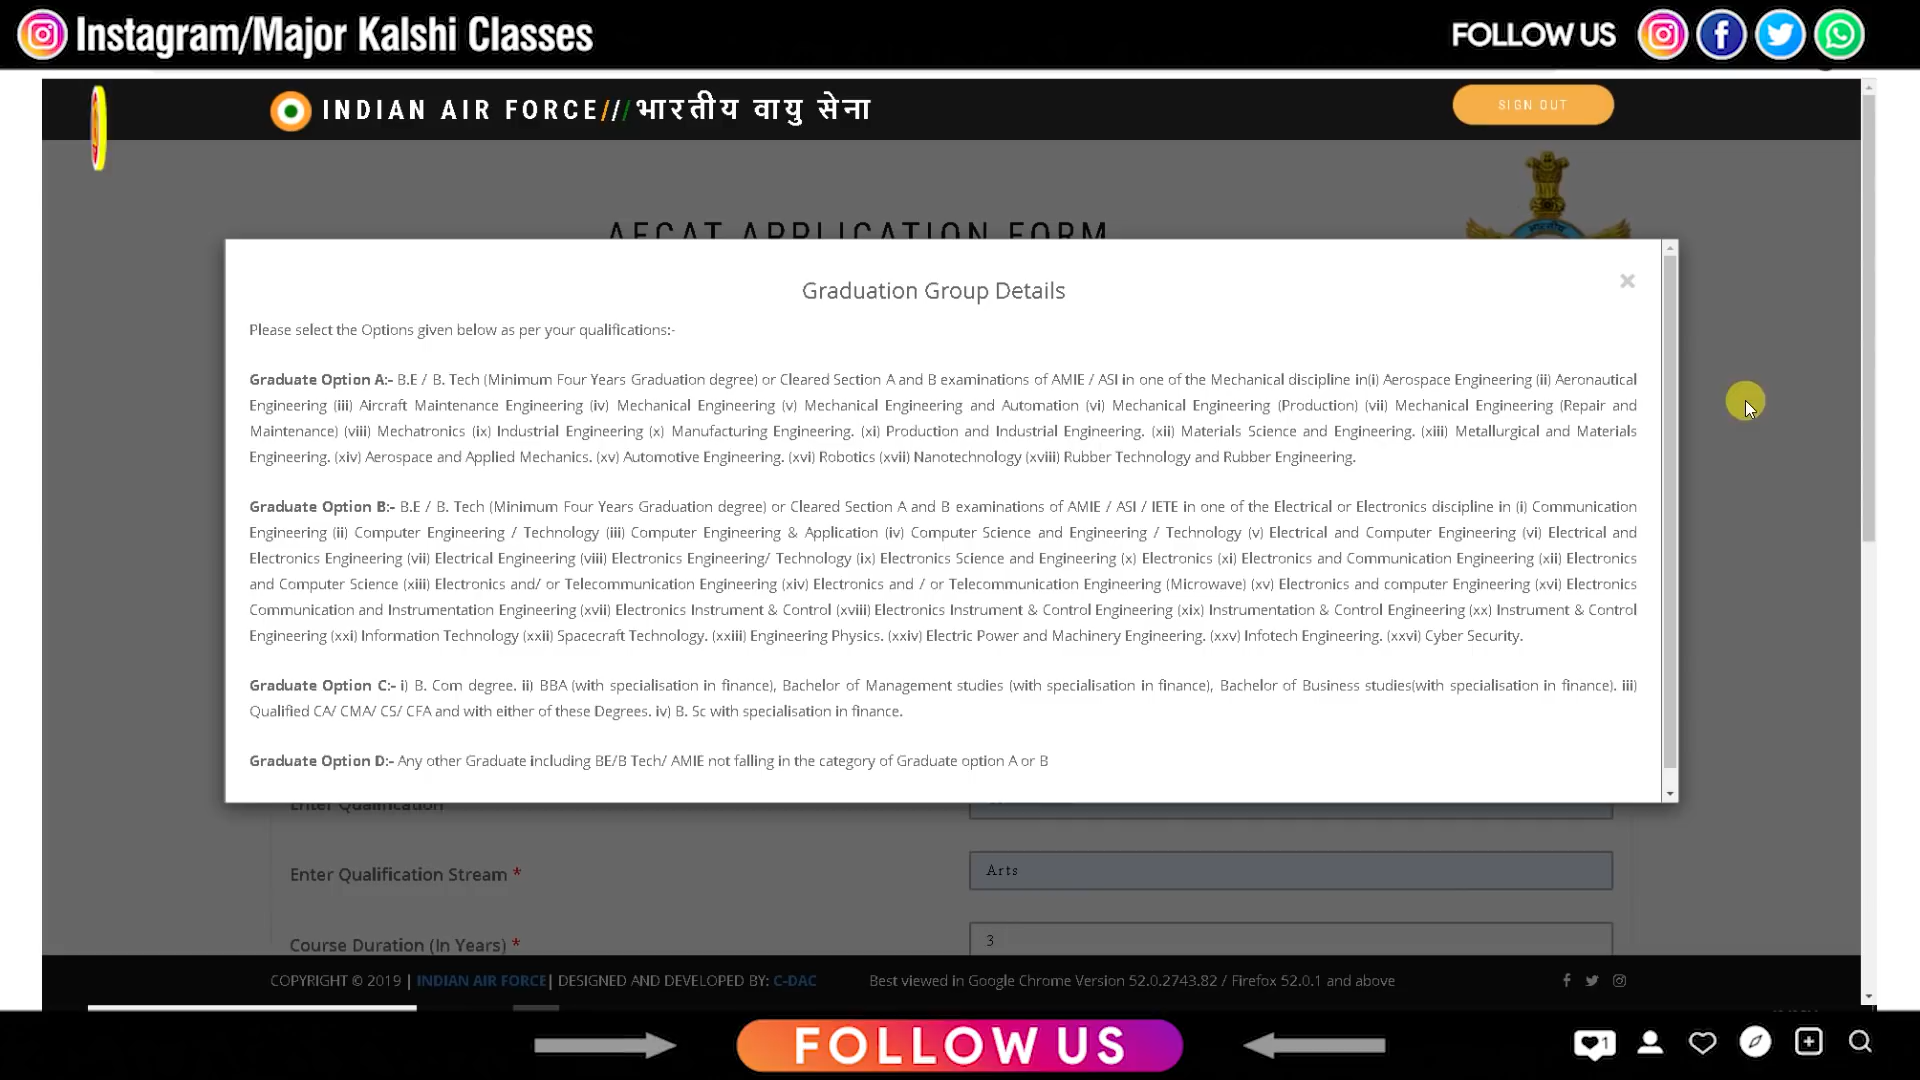 Instagram/Major Kalshi Classes
FOLLOW US
INDIAN AIR FORCE///भारतीय वायु सेना
SIGN OUT
AFCAT APPLICATION FORM
Graduation Group Details
×
Please select the Options given below as per your qualifications:-
Graduate Option A:- B.E / B. Tech (Minimum Four Years Graduation degree) or Cleared Section A and B examinations of AMIE / ASI in one of the Mechanical discipline in(i) Aerospace Engineering (ii) Aeronautical
Engineering (iii) Aircraft Maintenance Engineering (iv) Mechanical Engineering (v) Mechanical Engineering and Automation (vi) Mechanical Engineering (Production) (vii) Mechanical Engineering (Repair and
Maintenance) (viii) Mechatronics (ix) Industrial Engineering (x) Manufacturing Engineering. (xi) Production and Industrial Engineering. (xii) Materials Science and Engineering. (xiii) Metallurgical and Materials
Engineering. (xiv) Aerospace and Applied Mechanics. (xv) Automotive Engineering. (xvi) Robotics (xvii) Nanotechnology (xviii) Rubber Technology and Rubber Engineering.
Graduate Option B:- B.E / B. Tech (Minimum Four Years Graduation degree) or Cleared Section A and B examinations of AMIE / ASI / IETE in one of the Electrical or Electronics discipline in (i) Communication
Engineering (ii) Computer Engineering / Technology (iii) Computer Engineering & Application (iv) Computer Science and Engineering / Technology (v) Electrical and Computer Engineering (vi) Electrical and
Electronics Engineering (vii) Electrical Engineering (viii) Electronics Engineering/ Technology (ix) Electronics Science and Engineering (x) Electronics (xi) Electronics and Communication Engineering (xii) Electronics
and Computer Science (xiii) Electronics and/ or Telecommunication Engineering (xiv) Electronics and / or Telecommunication Engineering (Microwave) (xv) Electronics and computer Engineering (xvi) Electronics
Communication and Instrumentation Engineering (xvii) Electronics Instrument & Control (xviii) Electronics Instrument & Control Engineering (xix) Instrumentation & Control Engineering (xx) Instrument & Control
Engineering (xxi) Information Technology (xxii) Spacecraft Technology. (xxiii) Engineering Physics. (xxiv) Electric Power and Machinery Engineering. (xxv) Infotech Engineering. (xxvi) Cyber Security.
Graduate Option C:- i) B. Com degree. ii) BBA (with specialisation in finance), Bachelor of Management studies (with specialisation in finance), Bachelor of Business studies(with specialisation in finance). iii)
Qualified CA/ CMA/ CS/ CFA and with either of these Degrees. iv) B. Sc with specialisation in finance.
Graduate Option D:- Any other Graduate including BE/B Tech/ AMIE not falling in the category of Graduate option A or B
Enter Qualification
Enter Qualification Stream * Arts
Course Duration (In Years) * 3
COPYRIGHT © 2019 | INDIAN AIR FORCE| DESIGNED AND DEVELOPED BY: C-DAC Best viewed in Google Chrome Version 52.0.2743.82 / Firefox 52.0.1 and above
FOLLOW US
1